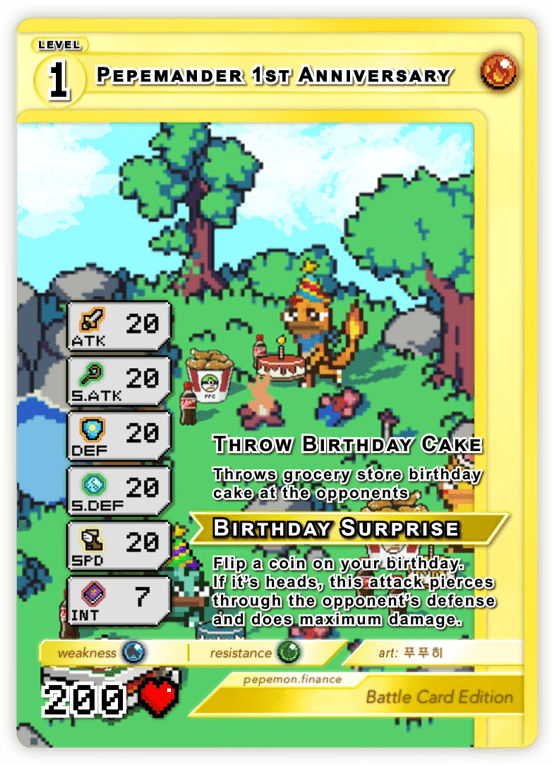 LEVEL
1
PEPEMANDER 1ST ANNIVERSARY
ATK 20
S.ATK 20
DEF 20
S.DEF 20
SPD 20
INT 7
PFC
THROW BIRTHDAY CAKE
Throws grocery store birthday
cake at the opponents
BIRTHDAY SURPRISE
Flip a coin on your birthday.
If it's heads, this attack pierces
through the opponent's defense
and does maximum damage.
weakness
resistance
art: 푸푸히
200
pepemon.finance
Battle Card Edition